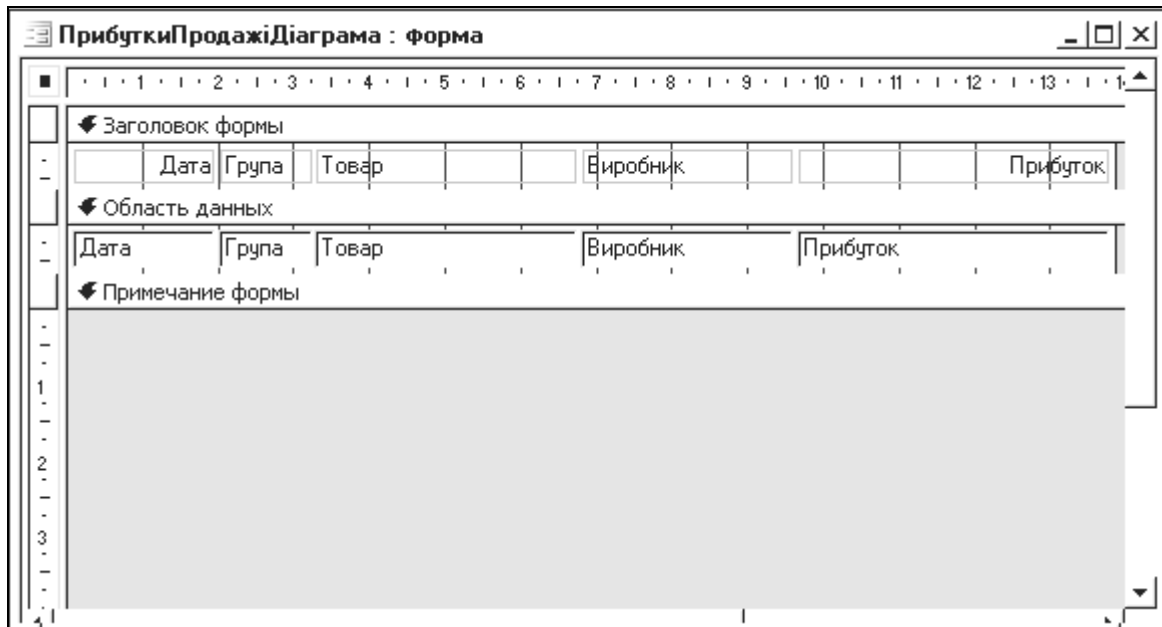 ПрибуткиПродажіДіаграма : форма
1 2 3 4 5 6 7 8 9 10 11 12 13 1
Заголовок формы
Дата Група Товар Виробник Прибуток
Область данных
Дата Група Товар Виробник Прибуток
Примечание формы
1
2
3